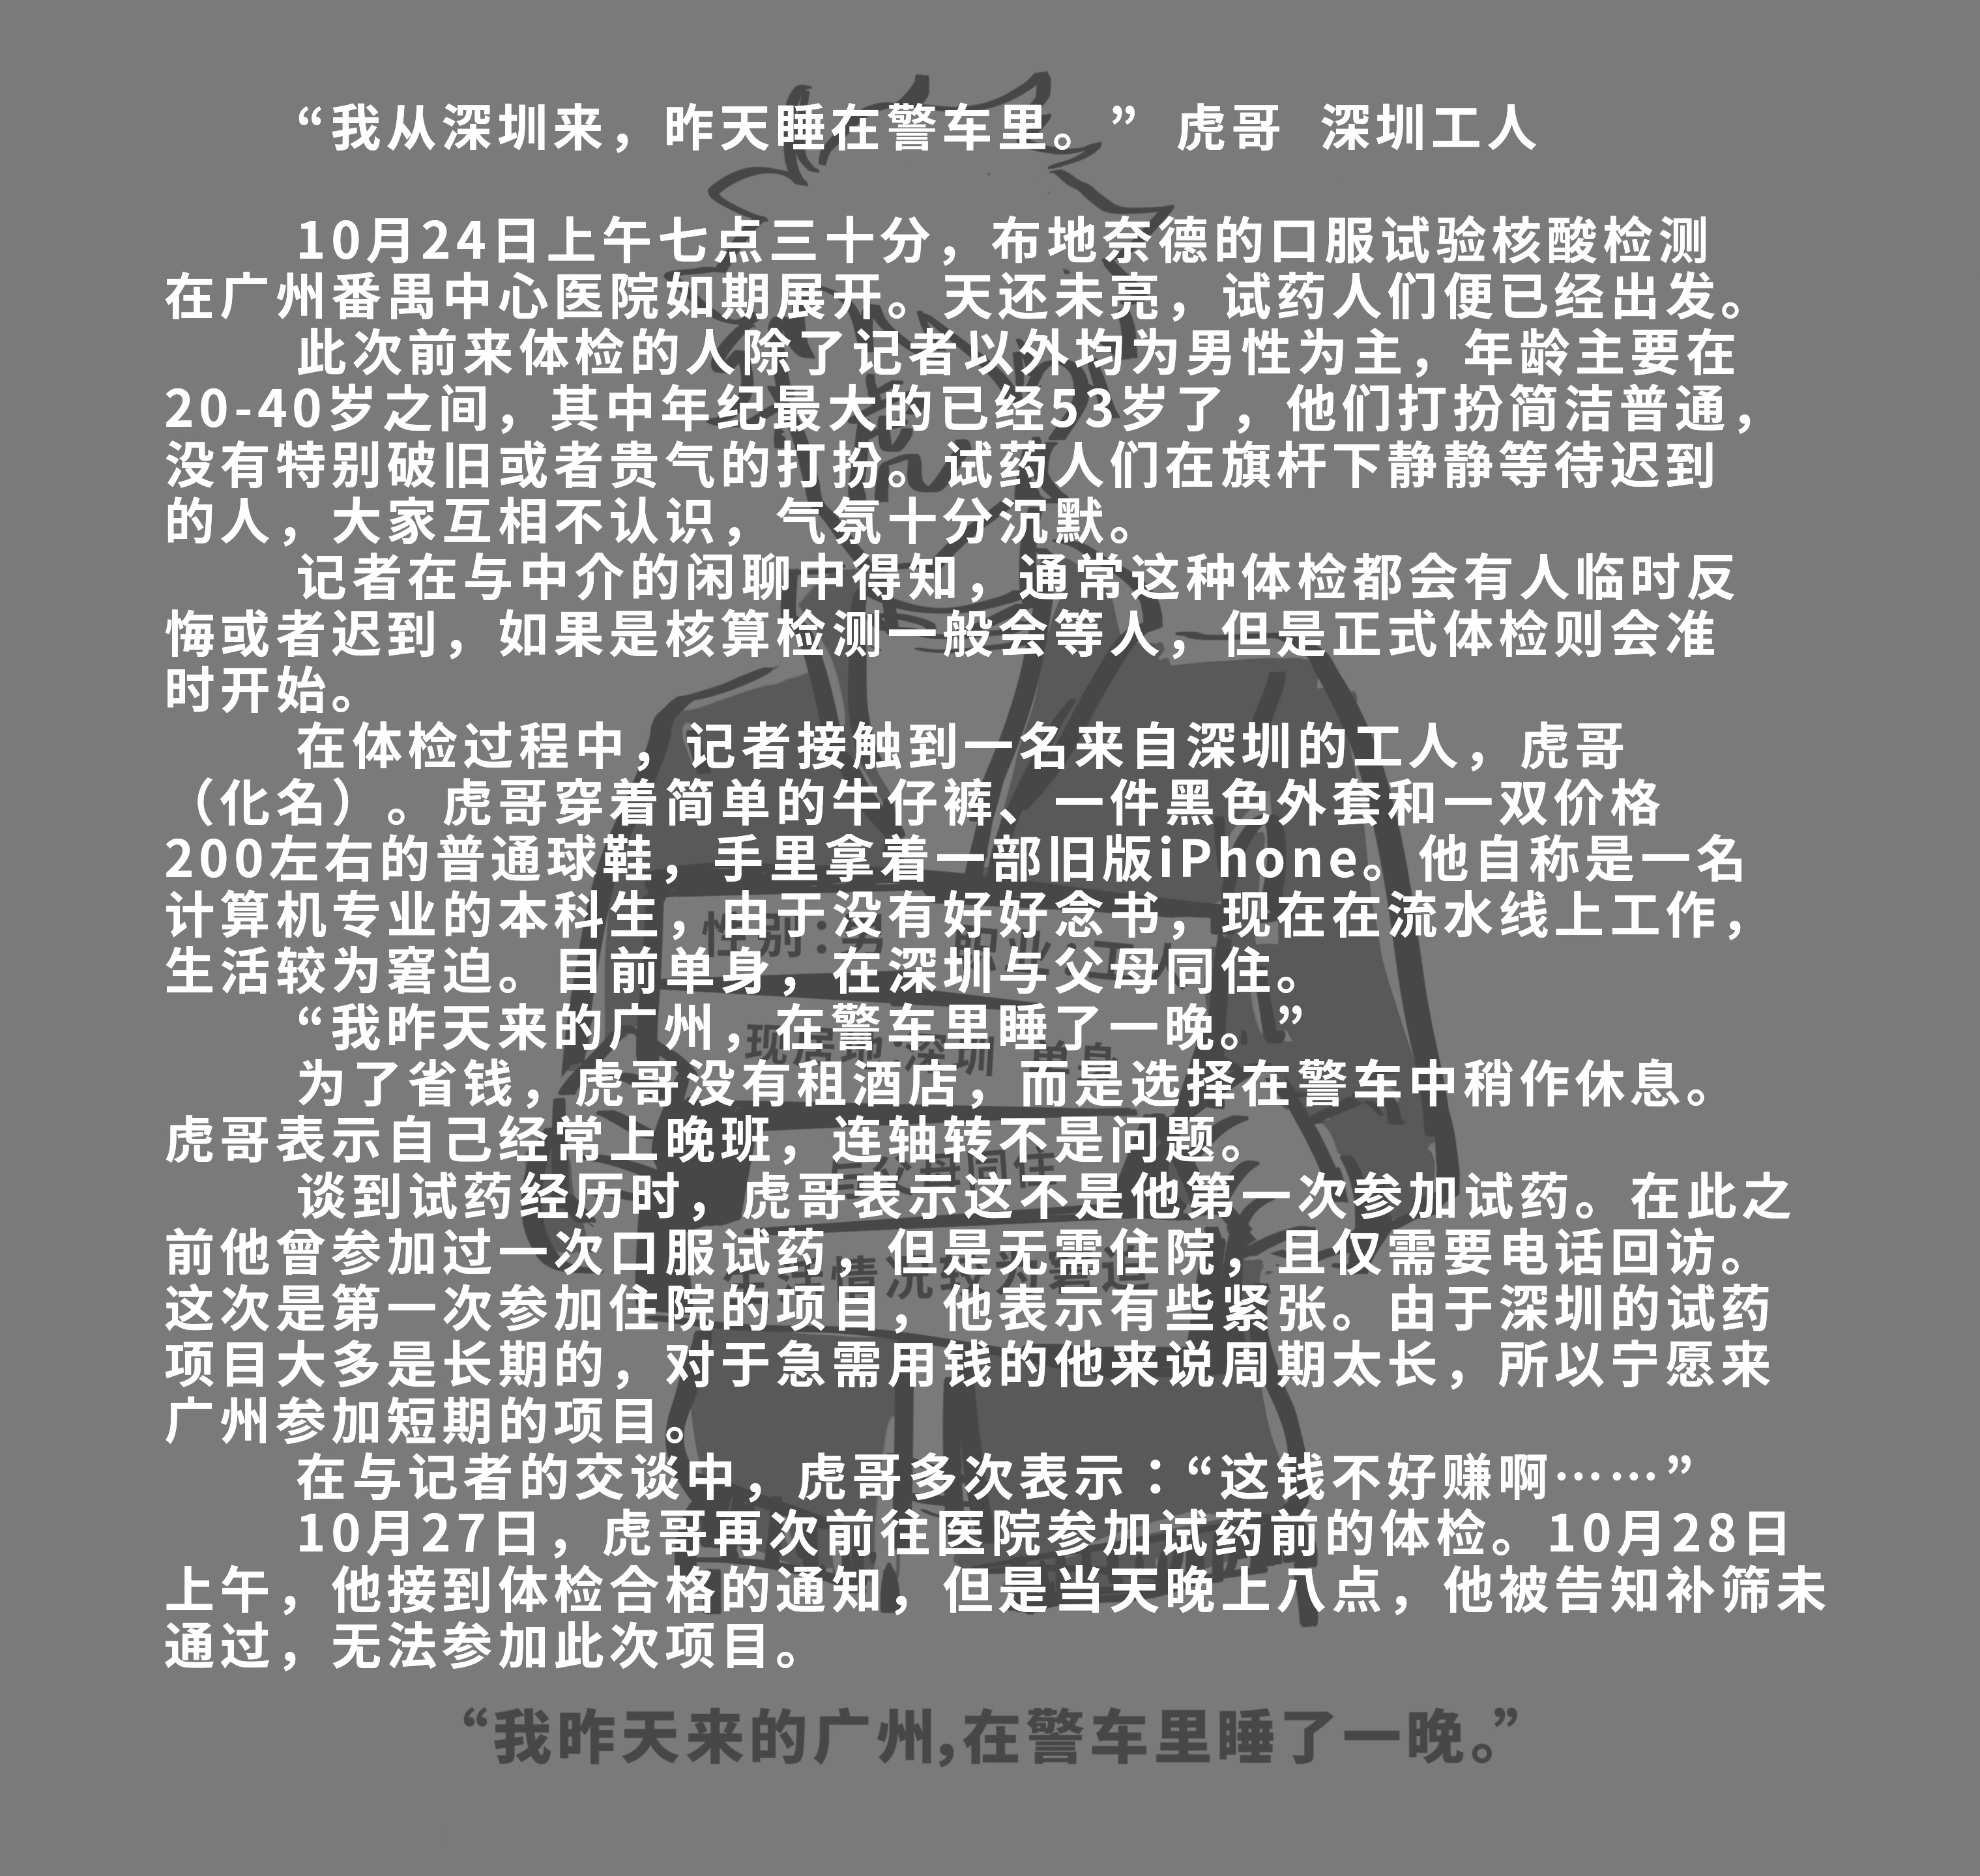 “我从深圳来，昨天睡在警车里。” 虎哥 深圳工人
10月24日上午七点三十分，布地奈德的口服试验核酸检测
在广州番禺中心医院如期展开。天还未亮，试药人们便已经出发。
此次前来体检的人除了记者以外均为男性为主，年龄主要在
20-40岁之间，其中年纪最大的已经53岁了，他们打扮简洁普通，
没有特别破旧或者贵气的打扮。试药人们在旗杆下静静等待迟到
的人，大家互相不认识，气氛十分沉默。
记者在与中介的闲聊中得知，通常这种体检都会有人临时反
悔或者迟到，如果是核算检测一般会等人，但是正式体检则会准
时开始。
在体检过程中，记者接触到一名来自深圳的工人，虎哥
（化名）。虎哥穿着简单的牛仔裤、一件黑色外套和一双价格
200左右的普通球鞋，手里拿着一部旧版iPhone。他自称是一名
计算机专业的本科生，由于没有好好念书，现在在流水线上工作，
性别：男 职业：工人
生活较为窘迫。目前单身，在深圳与父母同住。
“我昨天来的广州，在警车里睡了一晚。”
现居地:深圳 单身
为了省钱，虎哥没有租酒店，而是选择在警车中稍作休息。
虎哥表示自己经常上晚班，连轴转不是问题。
与父母同住
谈到试药经历时，虎哥表示这不是他第一次参加试药。在此之
前他曾参加过一次口服试药，但是无需住院，且仅需要电话回访。
生活情况较为窘迫
这次是第一次参加住院的项目，他表示有些紧张。由于深圳的试药
项目大多是长期的，对于急需用钱的他来说周期太长，所以宁愿来
广州参加短期的项目。
在与记者的交谈中，虎哥多次表示：“这钱不好赚啊……”
10月27日，虎哥再次前往医院参加试药前的体检。10月28日
上午，他接到体检合格的通知，但是当天晚上八点，他被告知补筛未
通过，无法参加此次项目。
“我昨天来的广州,在警车里睡了一晚。”